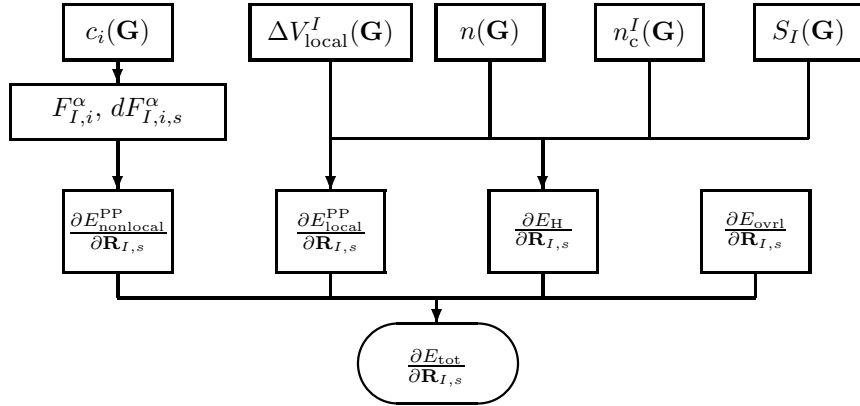 c_i(G) ΔV^I_local(G) n(G) n^I_c(G) S_I(G)
F^α_{I,i}, dF^α_{I,i,s}
∂E^PP_nonlocal/∂R_{I,s} ∂E^PP_local/∂R_{I,s} ∂E_H/∂R_{I,s} ∂E_ovrl/∂R_{I,s}
∂E_tot/∂R_{I,s}